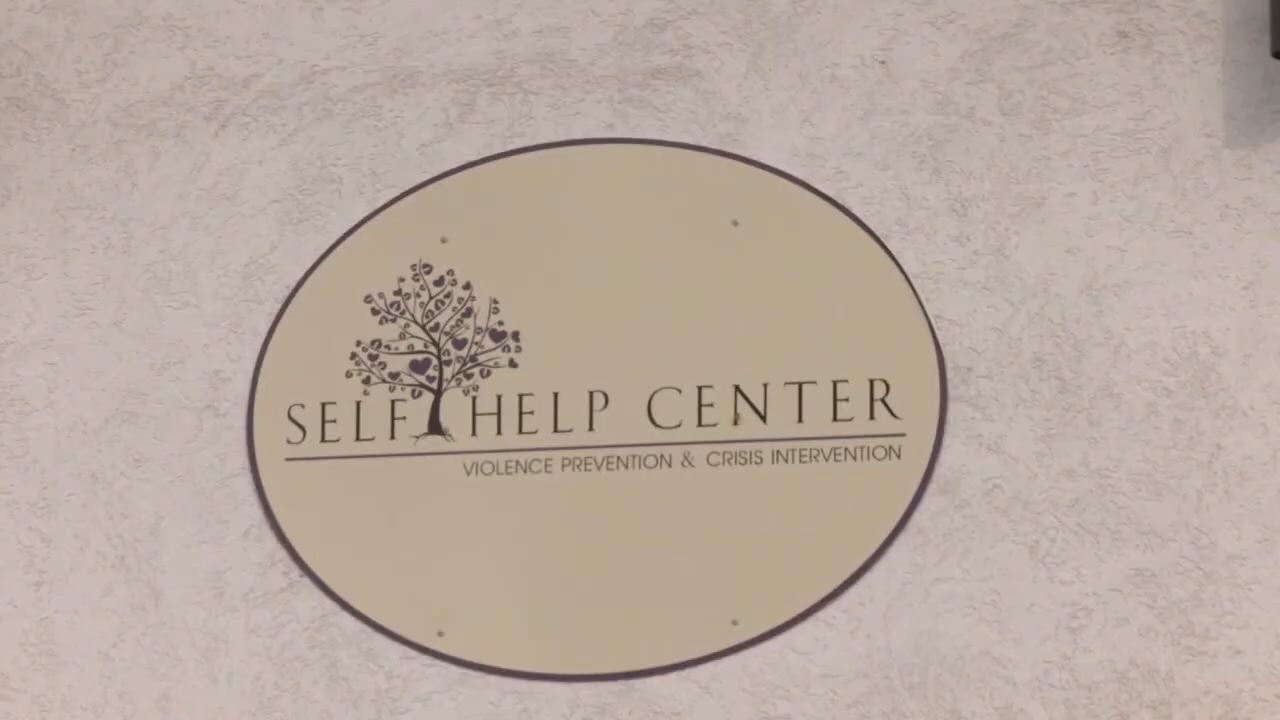 SELF HELP CENTER
VIOLENCE PREVENTION & CRISIS INTERVENTION